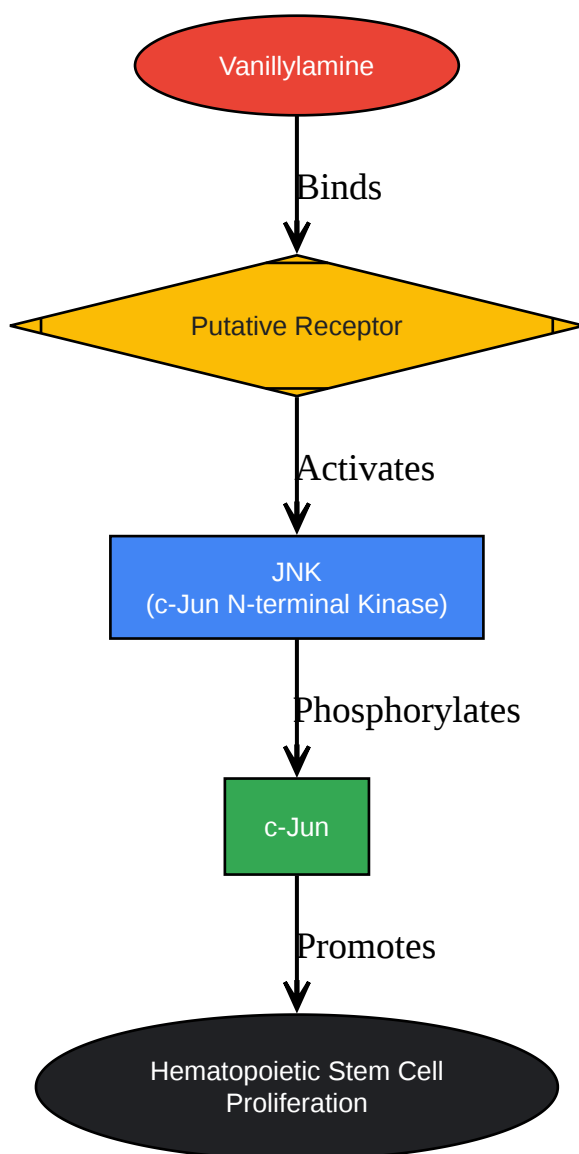 Vanillylamine
Binds
Putative Receptor
Activates
JNK
(c-Jun N-terminal Kinase)
Phosphorylates
c-Jun
Promotes
Hematopoietic Stem Cell
Proliferation